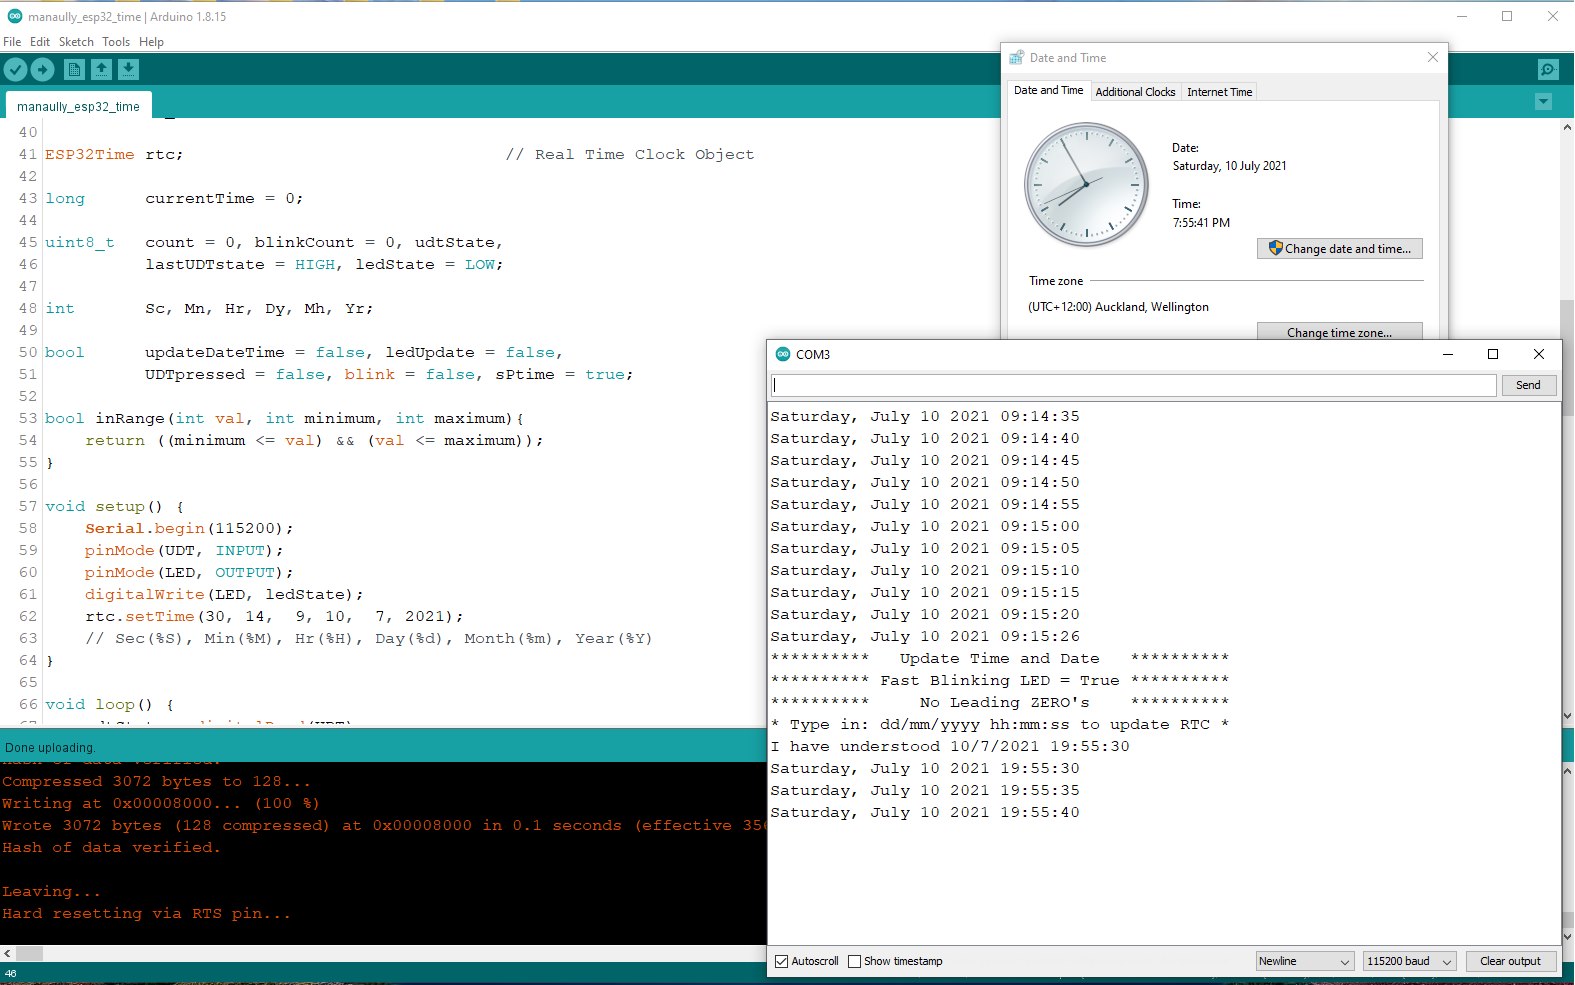 manaully_esp32_time | Arduino 1.8.15
File Edit Sketch Tools Help
manaully_esp32_time
40
41 ESP32Time rtc; // Real Time Clock Object
42
43 long currentTime = 0;
44
45 uint8_t count = 0, blinkCount = 0, udtState,
46 lastUDTstate = HIGH, ledState = LOW;
47
48 int Sc, Mn, Hr, Dy, Mh, Yr;
49
50 bool updateDateTime = false, ledUpdate = false,
51 UDTpressed = false, blink = false, sPtime = true;
52
53 bool inRange(int val, int minimum, int maximum){
54 return ((minimum <= val) && (val <= maximum));
55 }
56
57 void setup() {
58 Serial.begin(115200);
59 pinMode(UDT, INPUT);
60 pinMode(LED, OUTPUT);
61 digitalWrite(LED, ledState);
62 rtc.setTime(30, 14, 9, 10, 7, 2021);
63 // Sec(%S), Min(%M), Hr(%H), Day(%d), Month(%m), Year(%Y)
64 }
65
66 void loop() {
Done uploading.
Hash of data verified.
Compressed 3072 bytes to 128...
Writing at 0x00008000... (100 %)
Wrote 3072 bytes (128 compressed) at 0x00008000 in 0.1 seconds (effective
Hash of data verified.
Leaving...
Hard resetting via RTS pin...
46
Date and Time
Date and Time Additional Clocks Internet Time
Date:
Saturday, 10 July 2021
Time:
7:55:41 PM
Change date and time...
Time zone
(UTC+12:00) Auckland, Wellington
Change time zone...
COM3
Send
Saturday, July 10 2021 09:14:35
Saturday, July 10 2021 09:14:40
Saturday, July 10 2021 09:14:45
Saturday, July 10 2021 09:14:50
Saturday, July 10 2021 09:14:55
Saturday, July 10 2021 09:15:00
Saturday, July 10 2021 09:15:05
Saturday, July 10 2021 09:15:10
Saturday, July 10 2021 09:15:15
Saturday, July 10 2021 09:15:20
Saturday, July 10 2021 09:15:26
********** Update Time and Date **********
********** Fast Blinking LED = True **********
********** No Leading ZERO's **********
* Type in: dd/mm/yyyy hh:mm:ss to update RTC *
I have understood 10/7/2021 19:55:30
Saturday, July 10 2021 19:55:30
Saturday, July 10 2021 19:55:35
Saturday, July 10 2021 19:55:40
Autoscroll Show timestamp Newline 115200 baud Clear output